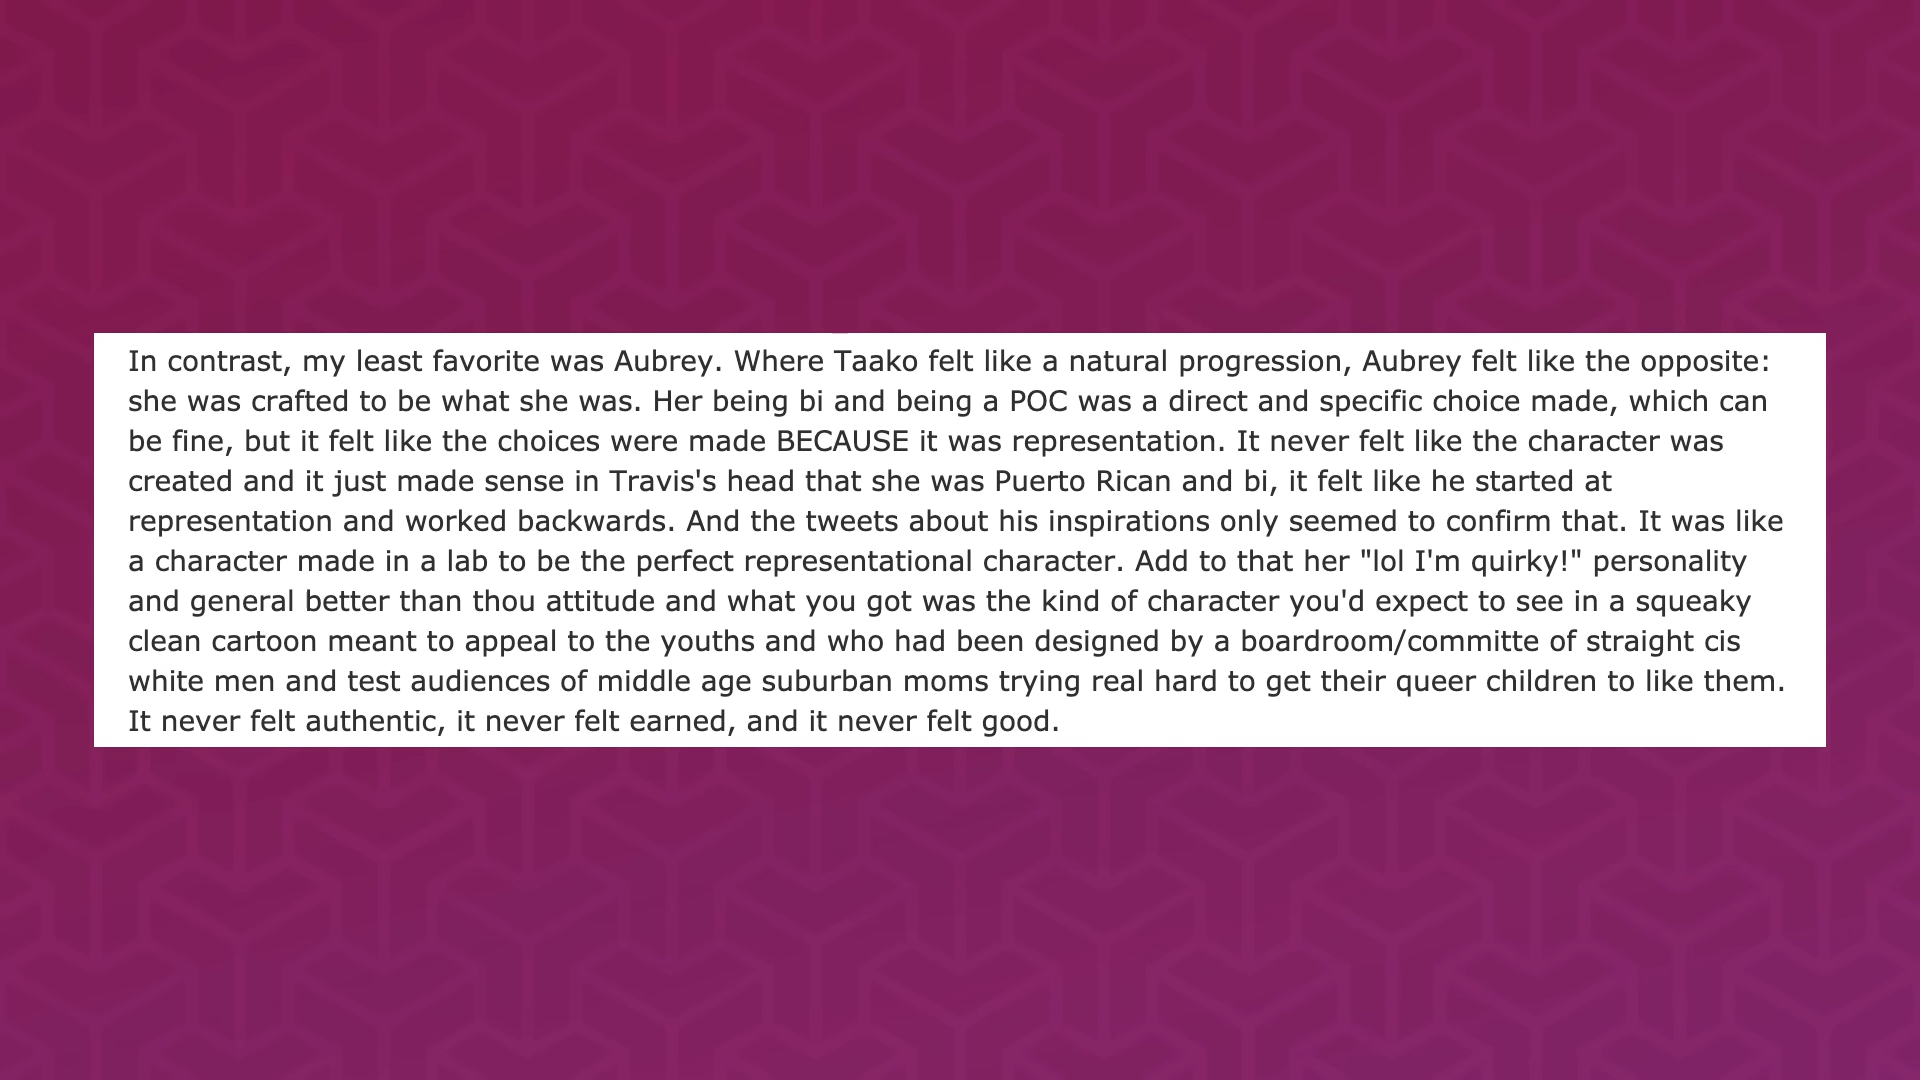 In contrast, my least favorite was Aubrey. Where Taako felt like a natural progression, Aubrey felt like the opposite:
she was crafted to be what she was. Her being bi and being a POC was a direct and specific choice made, which can
be fine, but it felt like the choices were made BECAUSE it was representation. It never felt like the character was
created and it just made sense in Travis's head that she was Puerto Rican and bi, it felt like he started at
representation and worked backwards. And the tweets about his inspirations only seemed to confirm that. It was like
a character made in a lab to be the perfect representational character. Add to that her "lol I'm quirky!" personality
and general better than thou attitude and what you got was the kind of character you'd expect to see in a squeaky
clean cartoon meant to appeal to the youths and who had been designed by a boardroom/committe of straight cis
white men and test audiences of middle age suburban moms trying real hard to get their queer children to like them.
It never felt authentic, it never felt earned, and it never felt good.